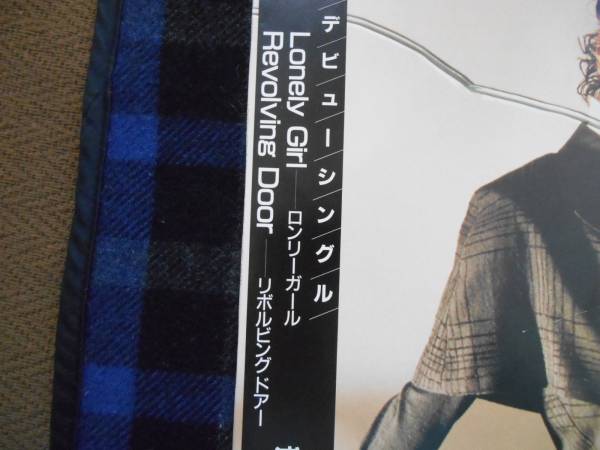 デビューシングル
Lonely Girl──ロンリーガール
Revolving Door──リボルビング・ドアー